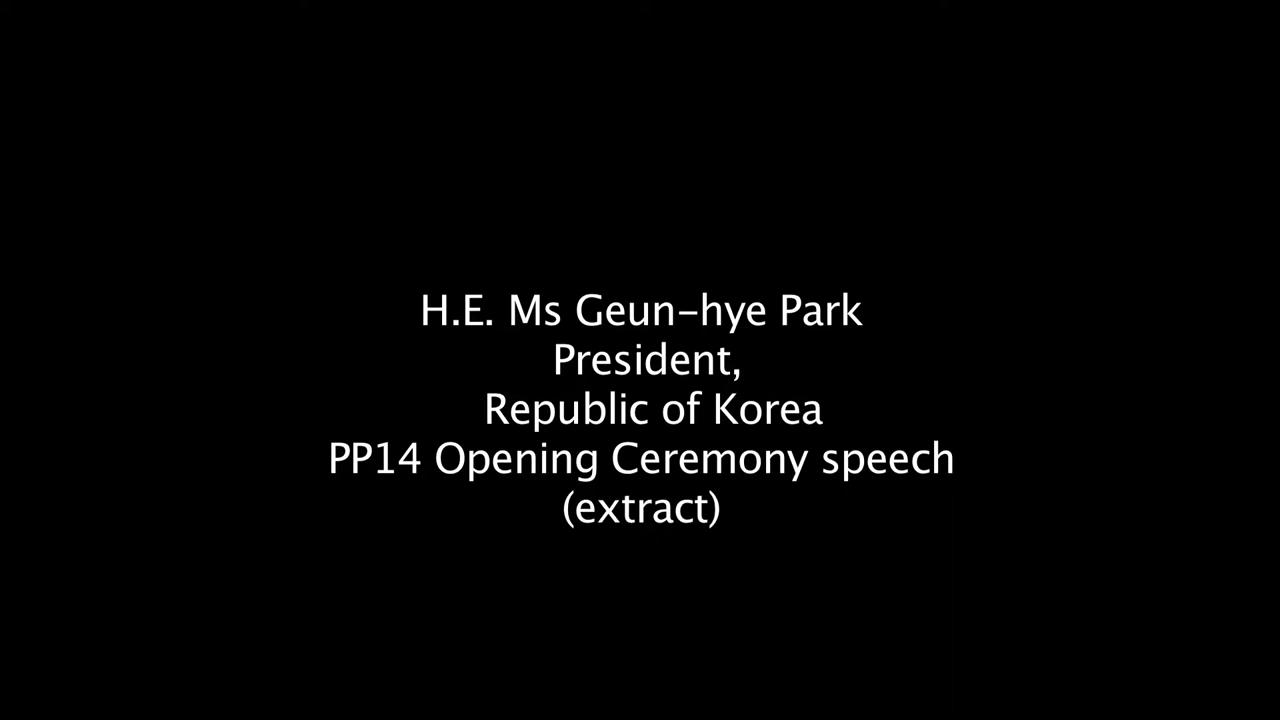 H.E. Ms Geun-hye Park
President,
Republic of Korea
PP14 Opening Ceremony speech
(extract)